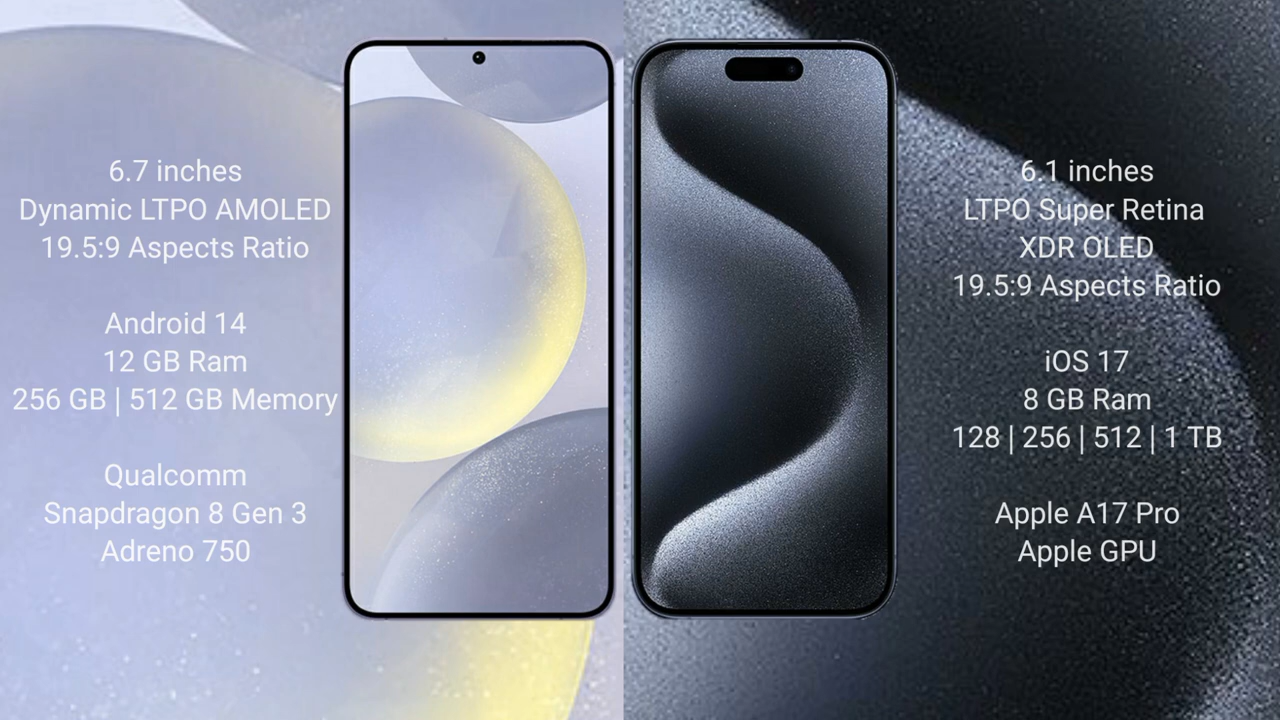 6.7 inches
Dynamic LTPO AMOLED
19.5:9 Aspects Ratio
Android 14
12 GB Ram
256 GB | 512 GB Memory
Qualcomm
Snapdragon 8 Gen 3
Adreno 750
6.1 inches
LTPO Super Retina
XDR OLED
19.5:9 Aspects Ratio
iOS 17
8 GB Ram
128 | 256 | 512 | 1 TB
Apple A17 Pro
Apple GPU